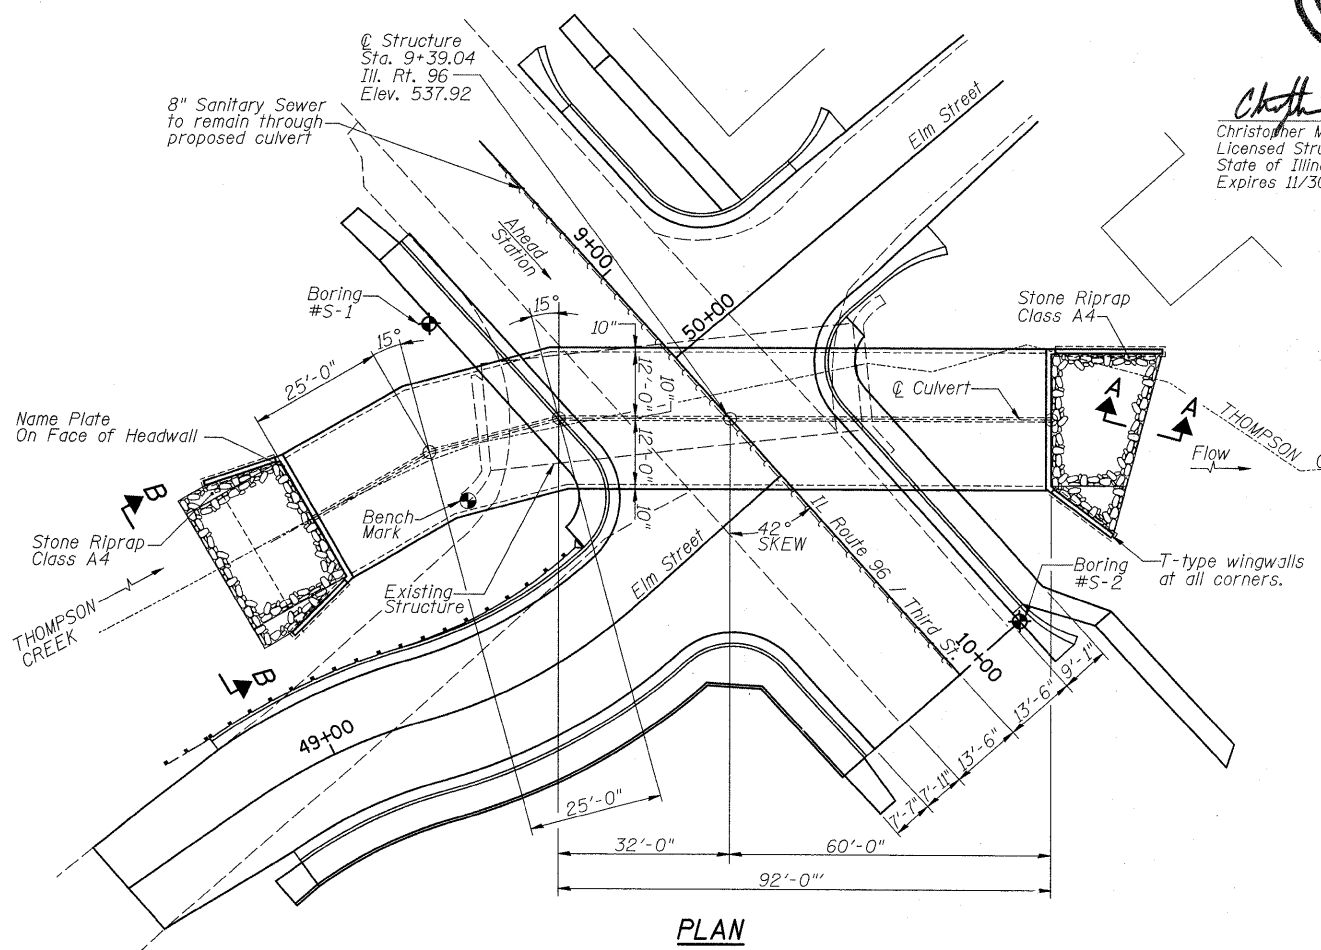 ℄ Structure
Sta. 9+39.04
Ill. Rt. 96
Elev. 537.92
8" Sanitary Sewer
to remain through
proposed culvert
Elm Street
Christopher M
Licensed Stru
State of Illin
Expires 11/30
Ahead
Station
9+00
Boring
#S-1
15°
15°
10"
50+00
Stone Riprap
Class A4
25'-0"
12'-0"
10"
1"
℄ Culvert
A
A
THOMPSON
C
Flow
Name Plate
On Face of Headwall
12'-0"
10"
B
Bench
Mark
Stone Riprap
Class A4
42°
SKEW
IL Route 96 / Third St.
Elm Street
Existing
Structure
Boring
#S-2
T-type wingwalls
at all corners.
THOMPSON
CREEK
B
10+00
49+00
9'-1"
13'-6"
13'-6"
7'-11"
7'-7"
25'-0"
32'-0"
60'-0"
92'-0"
PLAN